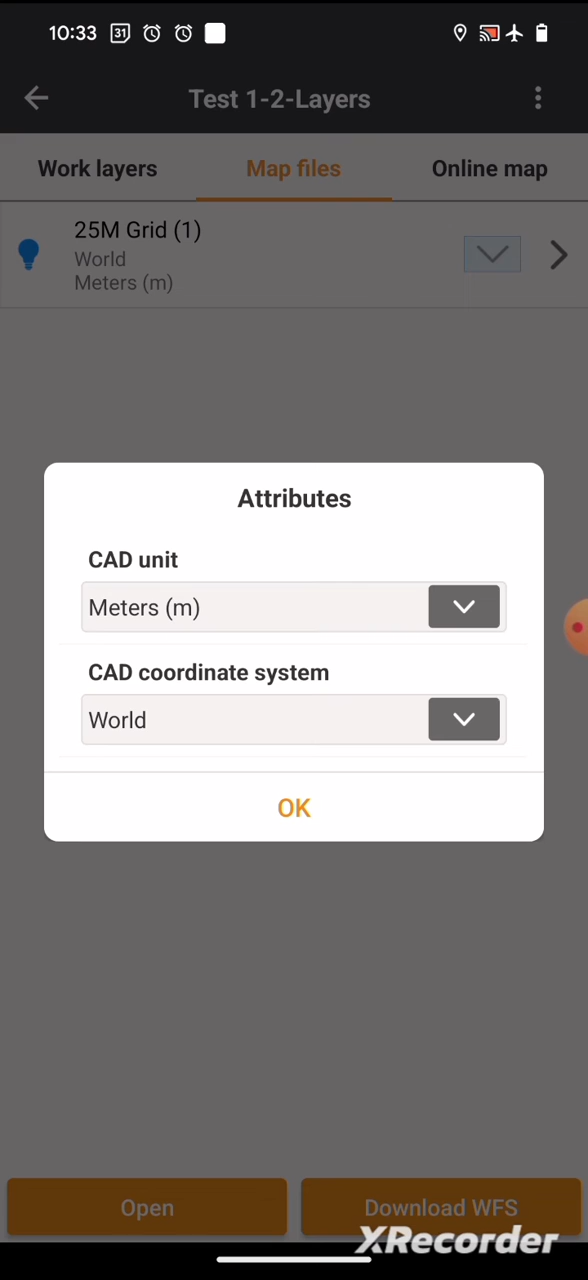 10:33 31
Test 1-2-Layers
Work layers Map files Online map
25M Grid (1)
World
Meters (m)
Attributes
CAD unit
Meters (m)
CAD coordinate system
World
OK
Open Download WFS
XRecorder